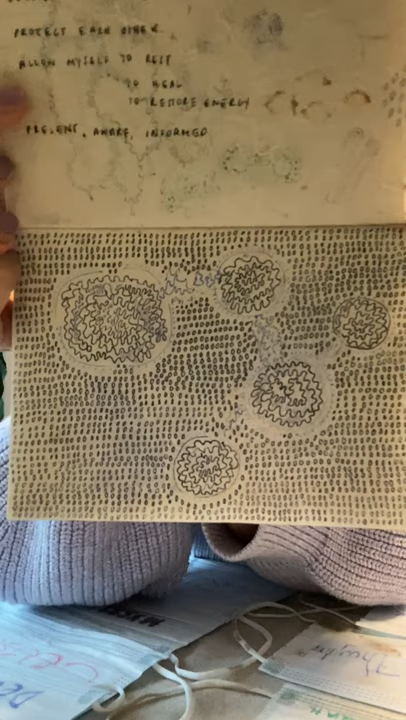 PROTECT EACH OTHER
ALLOW MYSELF TO REST
TO HEAL
TO RESTORE ENERGY
PRESENT, AWARE, INFORMED